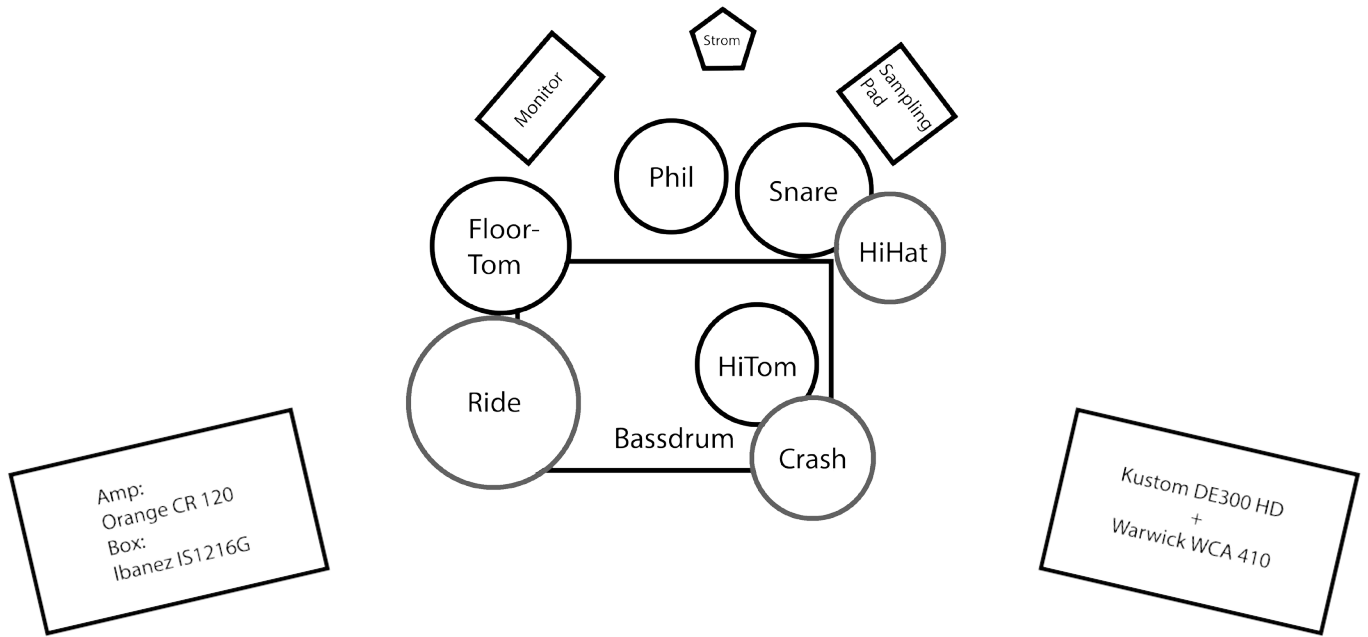 Strom
Monitor
Sampling
Pad
Phil
Snare
Floor-
Tom
HiHat
HiTom
Ride
Bassdrum
Crash
Amp:
Orange CR 120
Box:
Ibanez IS1216G
Kustom DE300 HD
+
Warwick WCA 410